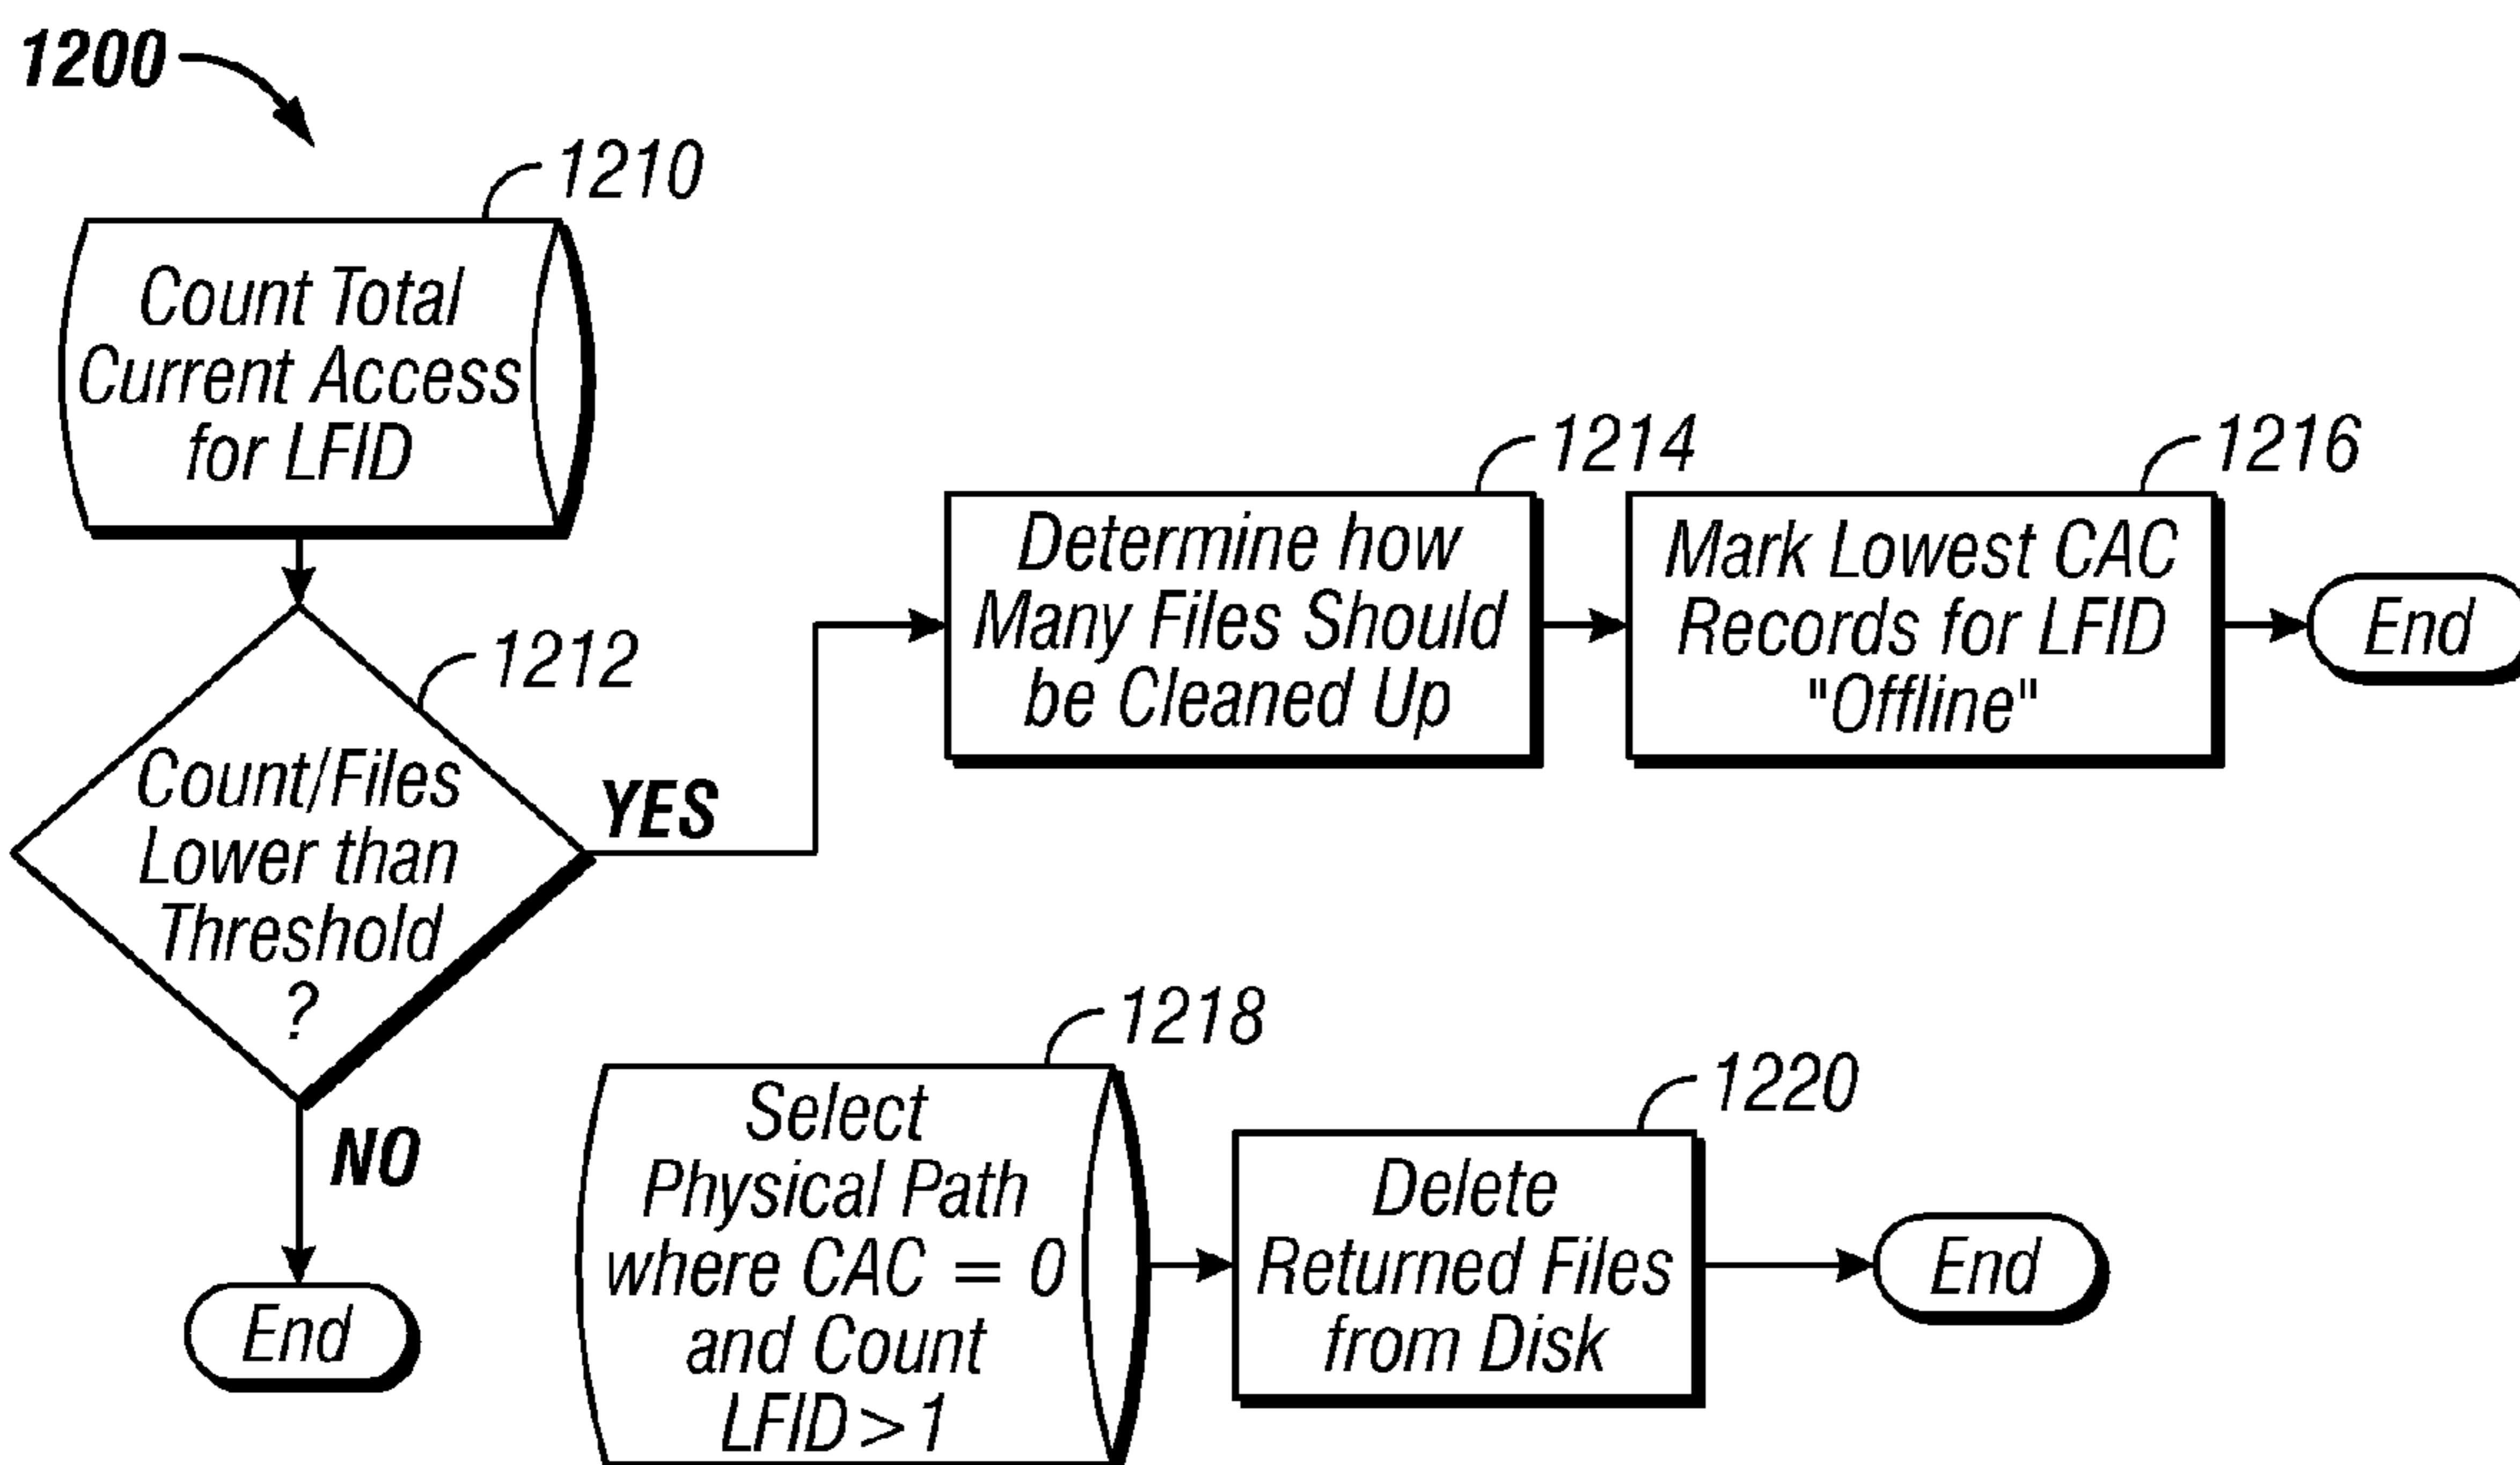 1200
1210
Count Total
Current Access
for LFID
1212
Count/Files
Lower than
Threshold
?
YES
NO
End
1214
Determine how
Many Files Should
be Cleaned Up
1216
Mark Lowest CAC
Records for LFID
"Offline"
End
1218
Select
Physical Path
where CAC = 0
and Count
LFID > 1
1220
Delete
Returned Files
from Disk
End